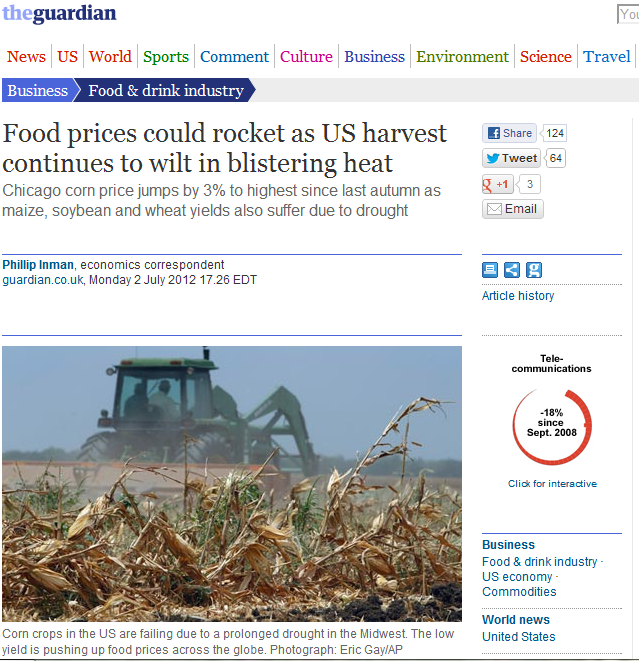 theguardian
News US World Sports Comment Culture Business Environment Science Travel
Business Food & drink industry
Food prices could rocket as US harvest
continues to wilt in blistering heat
Chicago corn price jumps by 3% to highest since last autumn as
maize, soybean and wheat yields also suffer due to drought
Phillip Inman, economics correspondent
guardian.co.uk, Monday 2 July 2012 17.26 EDT
Share 124
Tweet 64
+1 3
Email
Article history
Tele-
communications
-18%
since
Sept. 2008
Click for interactive
Business
Food & drink industry ·
US economy ·
Commodities
World news
United States
Corn crops in the US are failing due to a prolonged drought in the Midwest. The low
yield is pushing up food prices across the globe. Photograph: Eric Gay/AP